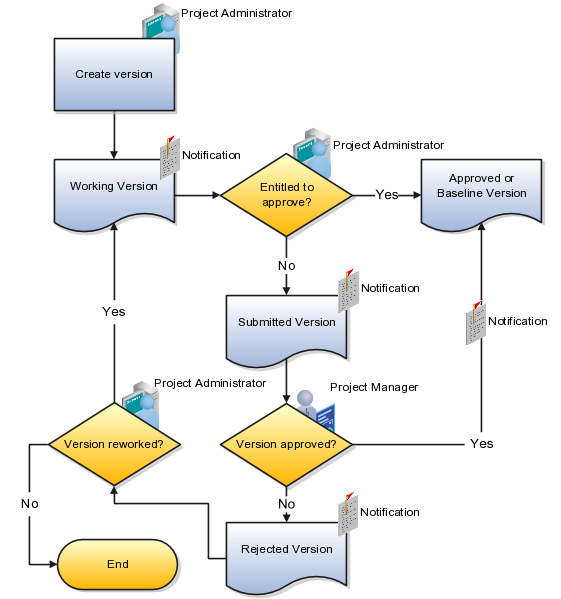 Project Administrator
Create version
Notification
Project Administrator
Working Version
Entitled to
approve?
Yes
Approved or
Baseline Version
No
Notification
Submitted Version
Yes
Notification
Project Administrator
Project Manager
Version reworked?
Version approved?
Yes
No
No
Notification
Rejected Version
End